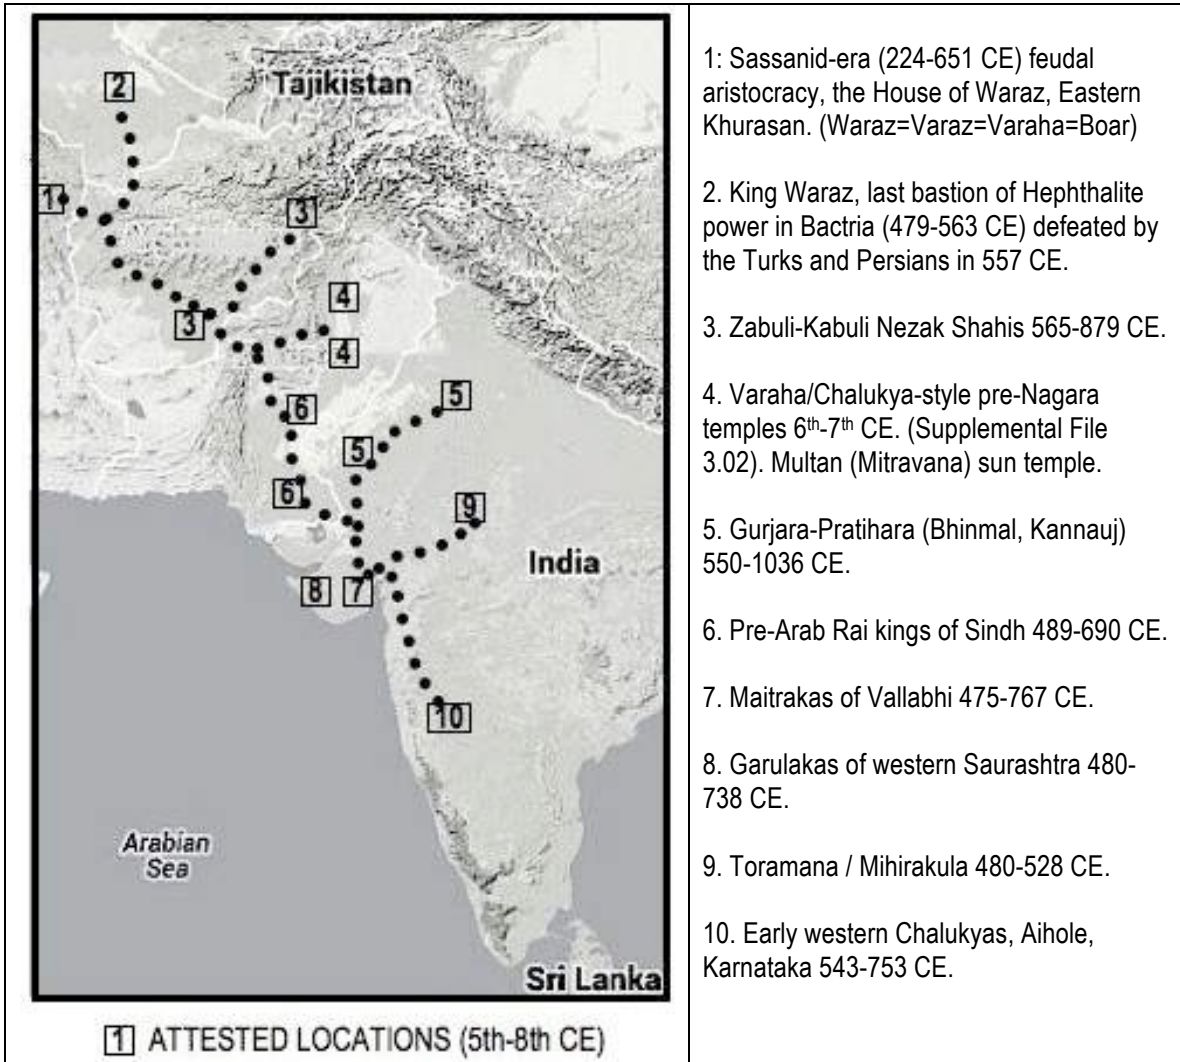 Tajikistan
2
1
3
3
4
4
5
6
5
6
9
India
8
7
10
Arabian
Sea
Sri Lanka
1 ATTESTED LOCATIONS (5th-8th CE)
1: Sassanid-era (224-651 CE) feudal
aristocracy, the House of Waraz, Eastern
Khurasan. (Waraz=Varaz=Varaha=Boar)
2. King Waraz, last bastion of Hephthalite
power in Bactria (479-563 CE) defeated by
the Turks and Persians in 557 CE.
3. Zabuli-Kabuli Nezak Shahis 565-879 CE.
4. Varaha/Chalukya-style pre-Nagara
temples 6th-7th CE. (Supplemental File
3.02). Multan (Mitravana) sun temple.
5. Gurjara-Pratihara (Bhinmal, Kannauj)
550-1036 CE.
6. Pre-Arab Rai kings of Sindh 489-690 CE.
7. Maitrakas of Vallabhi 475-767 CE.
8. Garulakas of western Saurashtra 480-
738 CE.
9. Toramana / Mihirakula 480-528 CE.
10. Early western Chalukyas, Aihole,
Karnataka 543-753 CE.